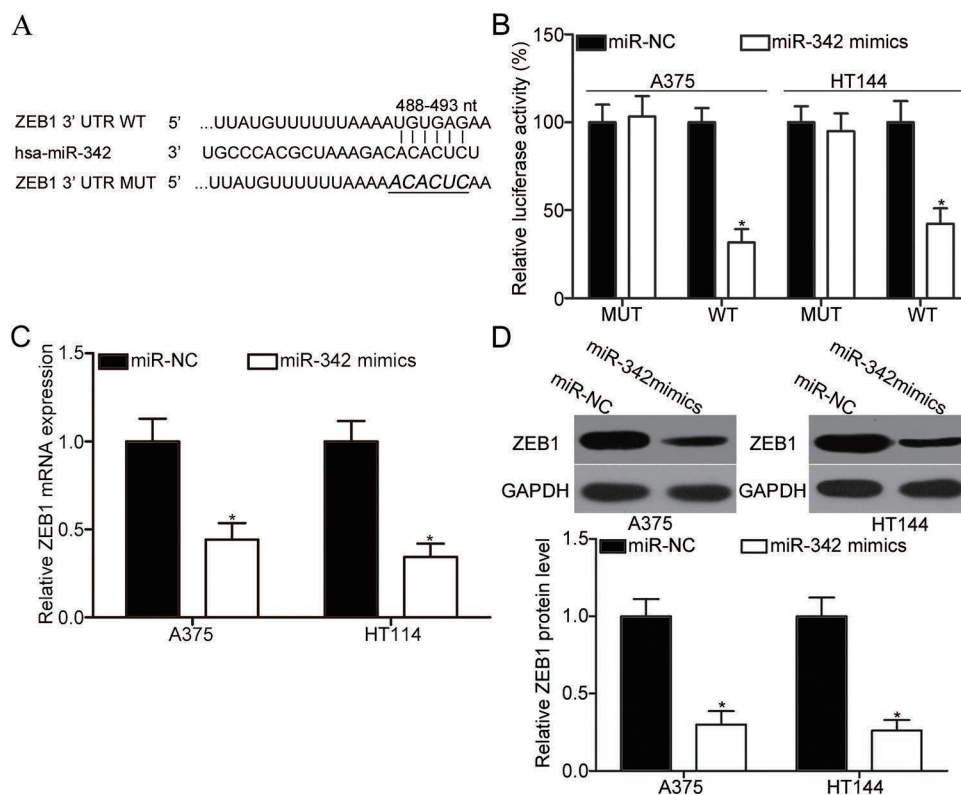 A
488-493 nt
ZEB1 3' UTR WT 5' ...UUAUGUUUUUUAAAAUGUGAGAA
hsa-miR-342 3' UGCCCACGCUAAAGACACACUCU
ZEB1 3' UTR MUT 5' ...UUAUGUUUUUUAAAAACACUCAA
B
miR-NC miR-342 mimics
A375 HT144
Relative luciferase activity (%)
150
100
50
0
* *
MUT WT MUT WT
C
miR-NC miR-342 mimics
Relative ZEB1 mRNA expression
1.5
1.0
0.5
0.0
* *
A375 HT114
D
miR-NC miR-342mimics miR-NC miR-342mimics
ZEB1 ZEB1
GAPDH GAPDH
A375 HT144
miR-NC miR-342 mimics
Relative ZEB1 protein level
1.5
1.0
0.5
0.0
* *
A375 HT144